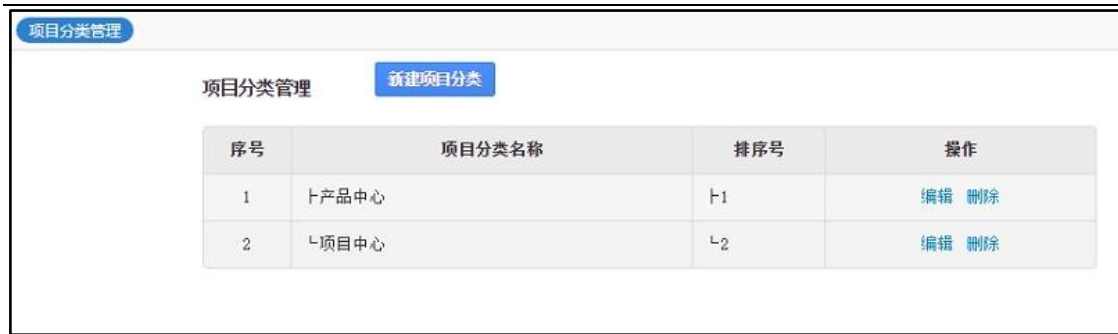 项目分类管理
项目分类管理 新建项目分类
序号 项目分类名称 排序号 操作
1 ├产品中心 ├1 编辑 删除
2 └项目中心 └2 编辑 删除